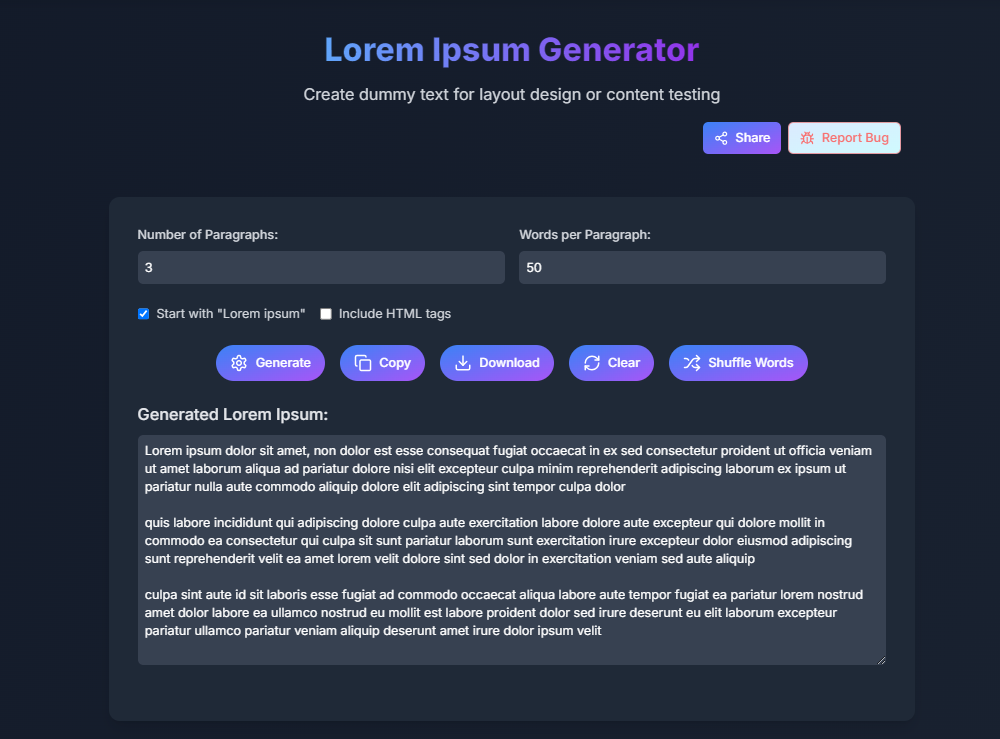 Lorem Ipsum Generator
Create dummy text for layout design or content testing
Share Report Bug
Number of Paragraphs: Words per Paragraph:
3 50
Start with "Lorem ipsum" Include HTML tags
Generate Copy Download Clear Shuffle Words
Generated Lorem Ipsum:
Lorem ipsum dolor sit amet, non dolor est esse consequat fugiat occaecat in ex sed consectetur proident ut officia veniam
ut amet laborum aliqua ad pariatur dolore nisi elit excepteur culpa minim reprehenderit adipiscing laborum ex ipsum ut
pariatur nulla aute commodo aliquip dolore elit adipiscing sint tempor culpa dolor
quis labore incididunt qui adipiscing dolore culpa aute exercitation labore dolore aute excepteur qui dolore mollit in
commodo ea consectetur qui culpa sit sunt pariatur laborum sunt exercitation irure excepteur dolor eiusmod adipiscing
sunt reprehenderit velit ea amet lorem velit dolore sint sed dolor in exercitation veniam sed aute aliquip
culpa sint aute id sit laboris esse fugiat ad commodo occaecat aliqua labore aute tempor fugiat ea pariatur lorem nostrud
amet dolor labore ea ullamco nostrud eu mollit est labore proident dolor sed irure deserunt eu elit laborum excepteur
pariatur ullamco pariatur veniam aliquip deserunt amet irure dolor ipsum velit